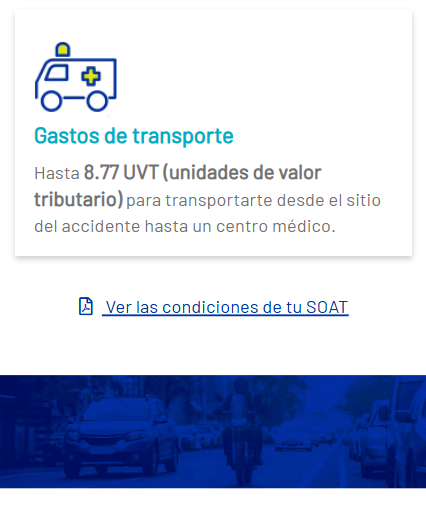 Gastos de transporte
Hasta 8.77 UVT (unidades de valor
tributario) para transportarte desde el sitio
del accidente hasta un centro médico.
Ver las condiciones de tu SOAT